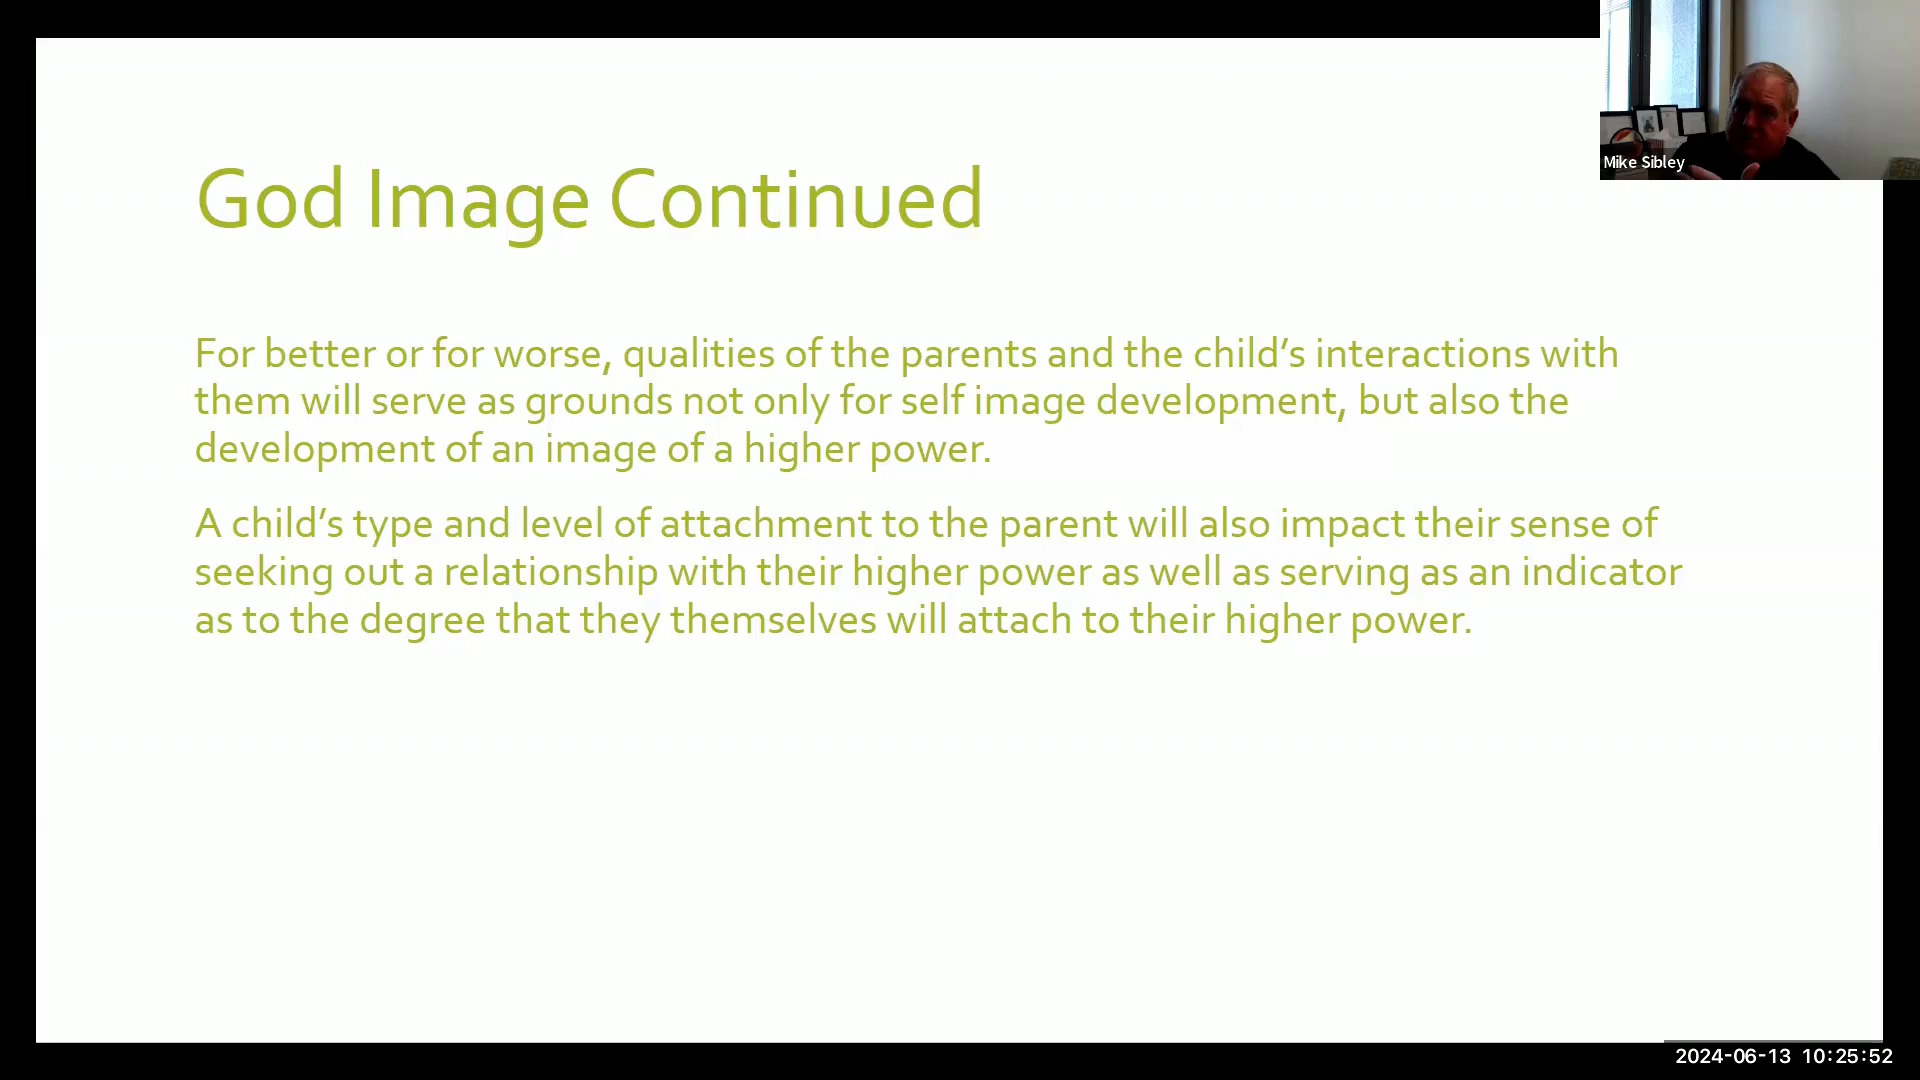 God Image Continued
For better or for worse, qualities of the parents and the child’s interactions with
them will serve as grounds not only for self image development, but also the
development of an image of a higher power.
A child’s type and level of attachment to the parent will also impact their sense of
seeking out a relationship with their higher power as well as serving as an indicator
as to the degree that they themselves will attach to their higher power.
Mike Sibley
2024-06-13 10:25:52